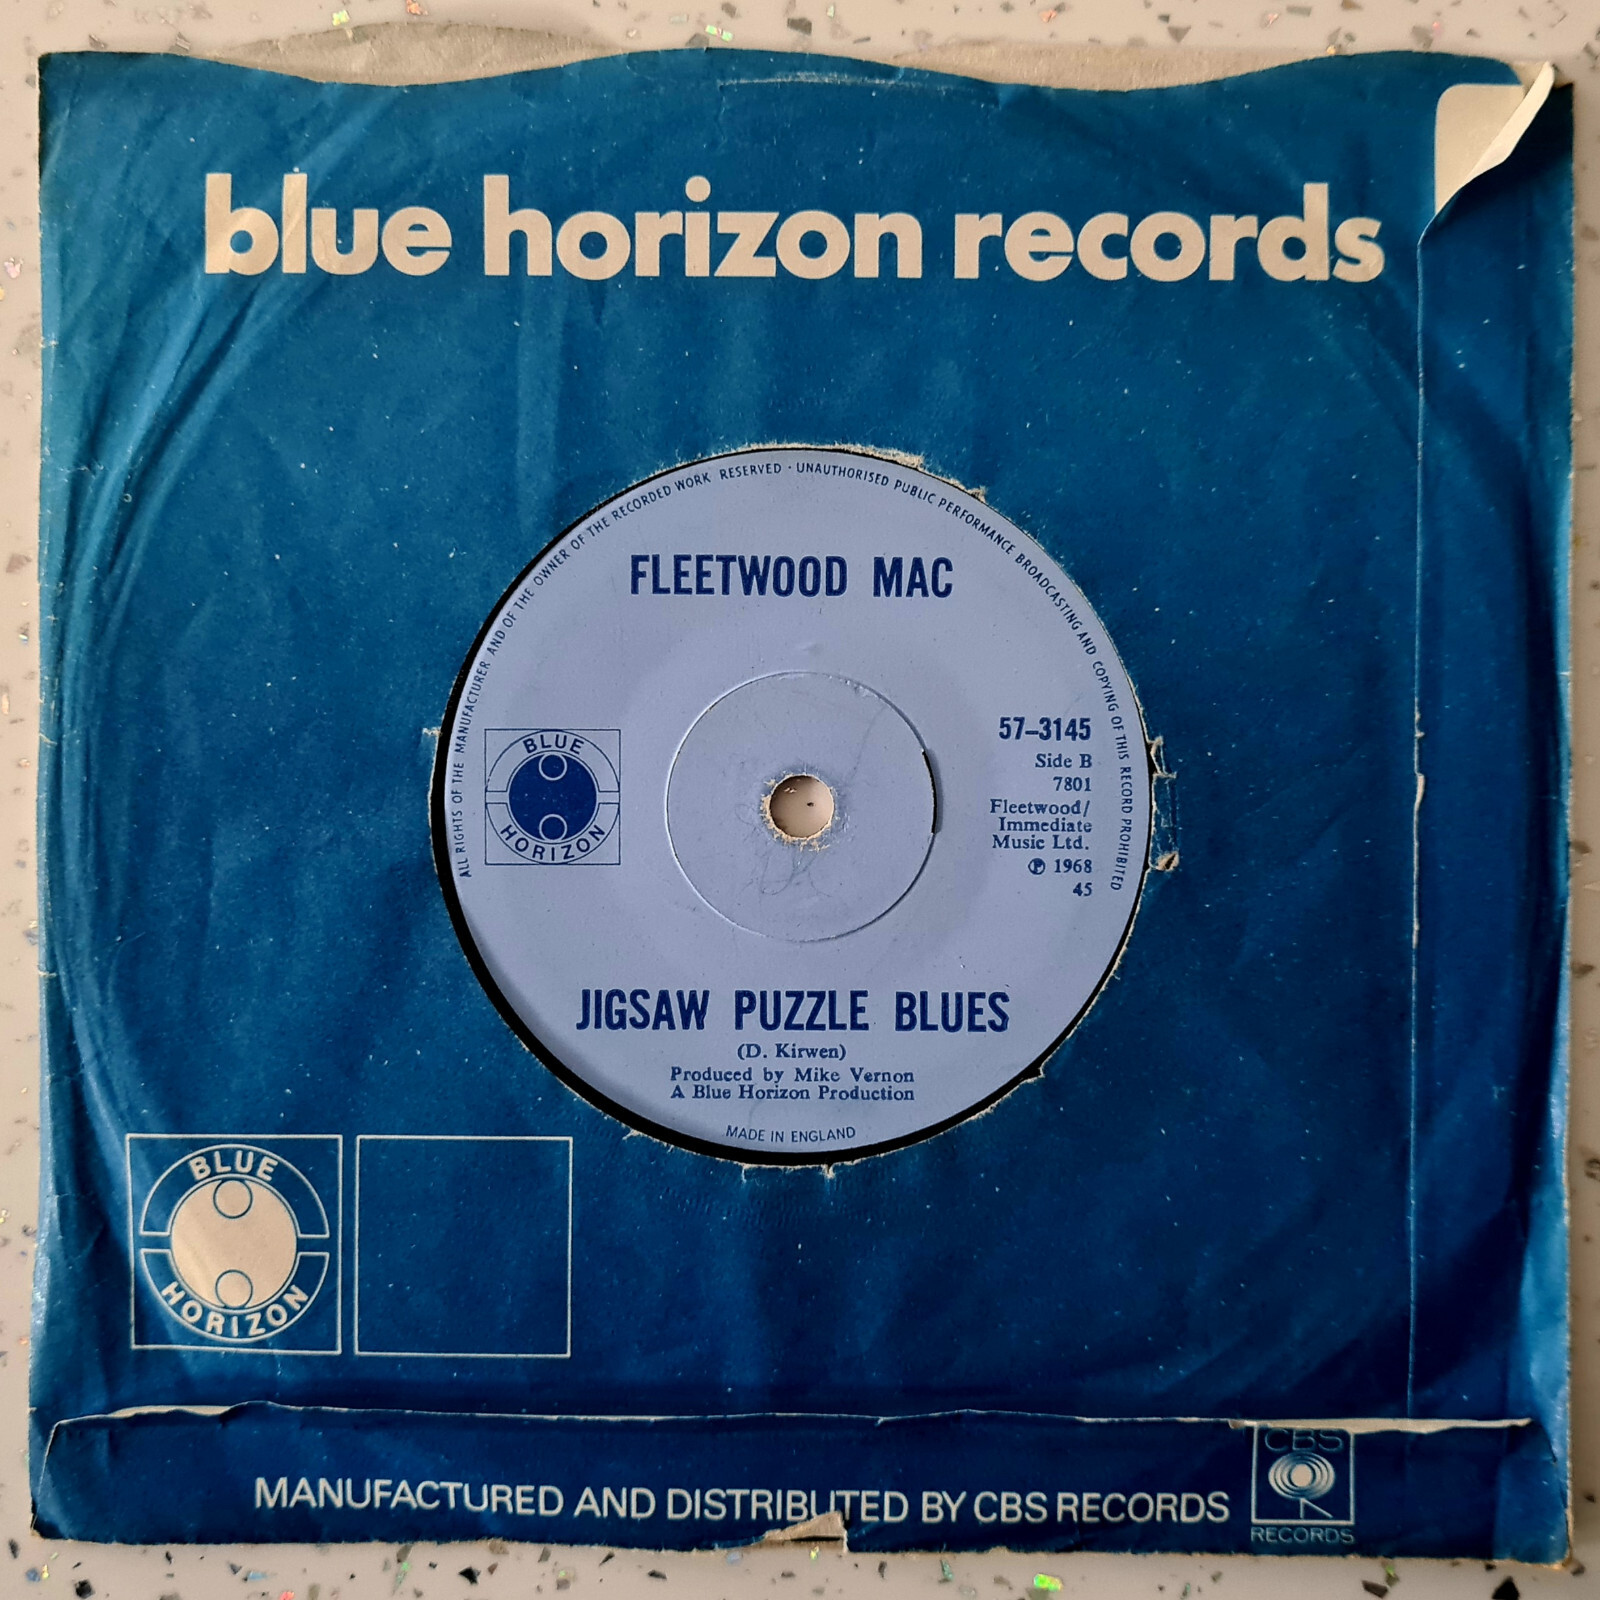 blue horizon records
ALL RIGHTS OF THE MANUFACTURER AND OF THE OWNER OF THE RECORDED WORK RESERVED · UNAUTHORISED PUBLIC PERFORMANCE BROADCASTING AND COPYING OF THIS RECORD PROHIBITED
FLEETWOOD MAC
BLUE
HORIZON
57–3145
Side B
7801
Fleetwood/
Immediate
Music Ltd.
℗ 1968
45
JIGSAW PUZZLE BLUES
(D. Kirwen)
Produced by Mike Vernon
A Blue Horizon Production
MADE IN ENGLAND
BLUE
HORIZON
CBS
MANUFACTURED AND DISTRIBUTED BY CBS RECORDS
RECORDS